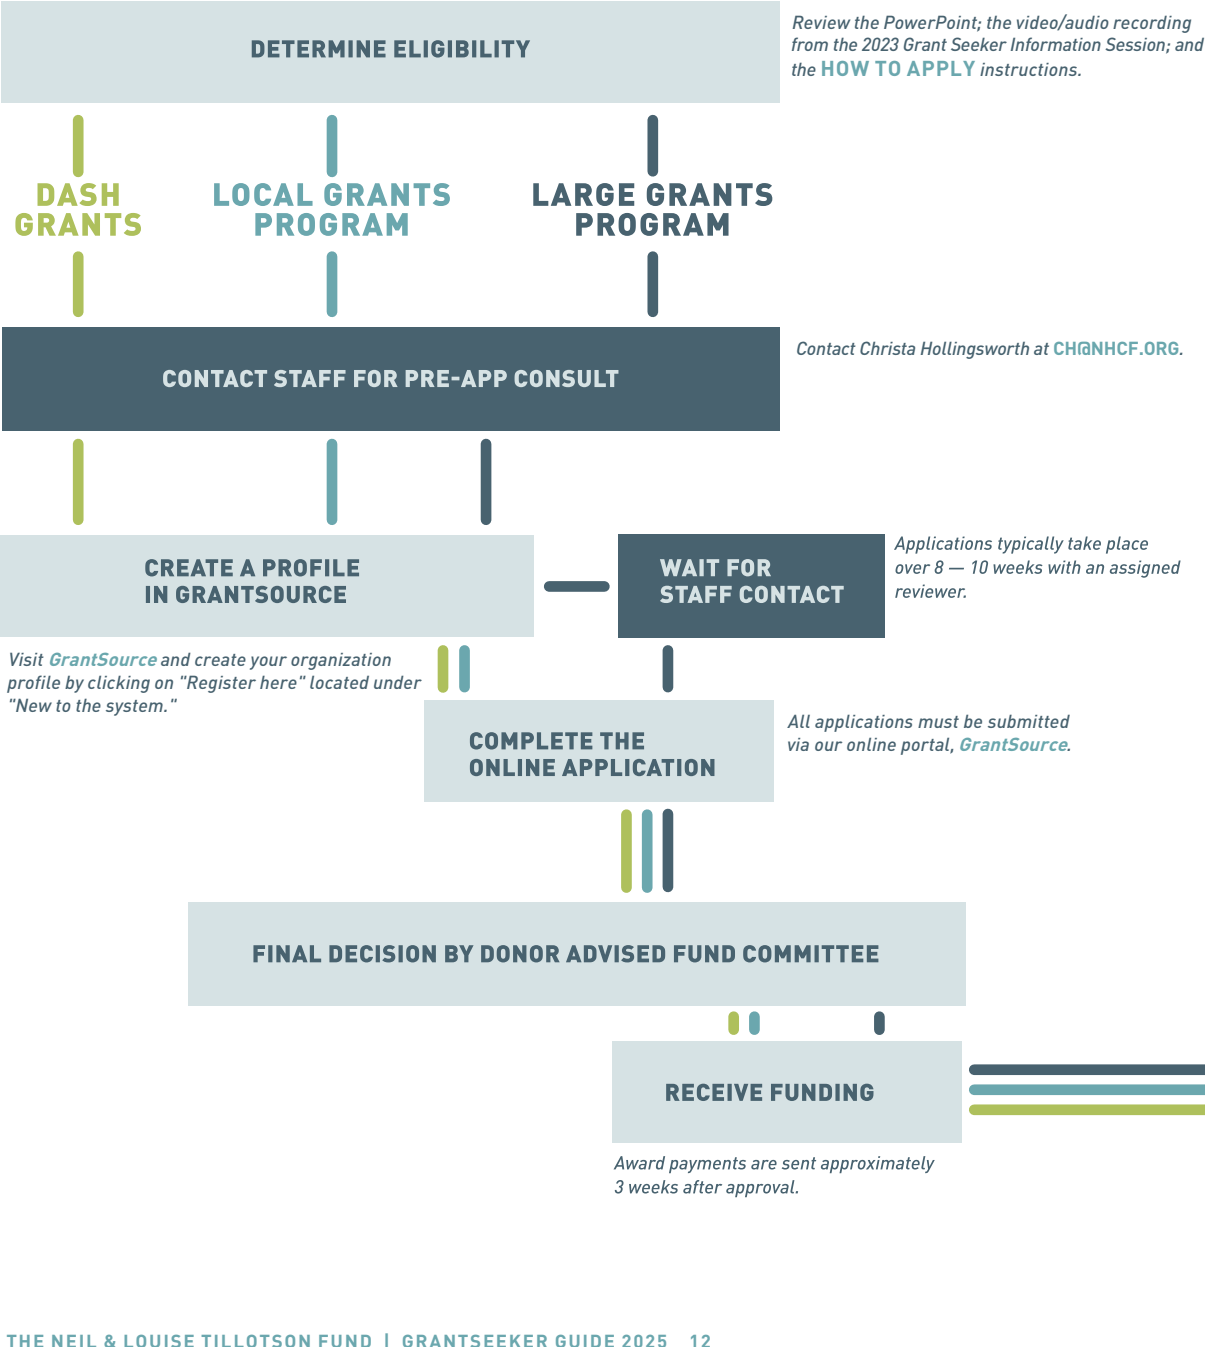 DETERMINE ELIGIBILITY
Review the PowerPoint; the video/audio recording
from the 2023 Grant Seeker Information Session; and
the HOW TO APPLY instructions.
DASH
GRANTS
LOCAL GRANTS
PROGRAM
LARGE GRANTS
PROGRAM
CONTACT STAFF FOR PRE-APP CONSULT
Contact Christa Hollingsworth at CH@NHCF.ORG.
CREATE A PROFILE
IN GRANTSOURCE
WAIT FOR
STAFF CONTACT
Applications typically take place
over 8 — 10 weeks with an assigned
reviewer.
Visit GrantSource and create your organization
profile by clicking on "Register here" located under
"New to the system."
COMPLETE THE
ONLINE APPLICATION
All applications must be submitted
via our online portal, GrantSource.
FINAL DECISION BY DONOR ADVISED FUND COMMITTEE
RECEIVE FUNDING
Award payments are sent approximately
3 weeks after approval.
THE NEIL & LOUISE TILLOTSON FUND | GRANTSEEKER GUIDE 2025 12